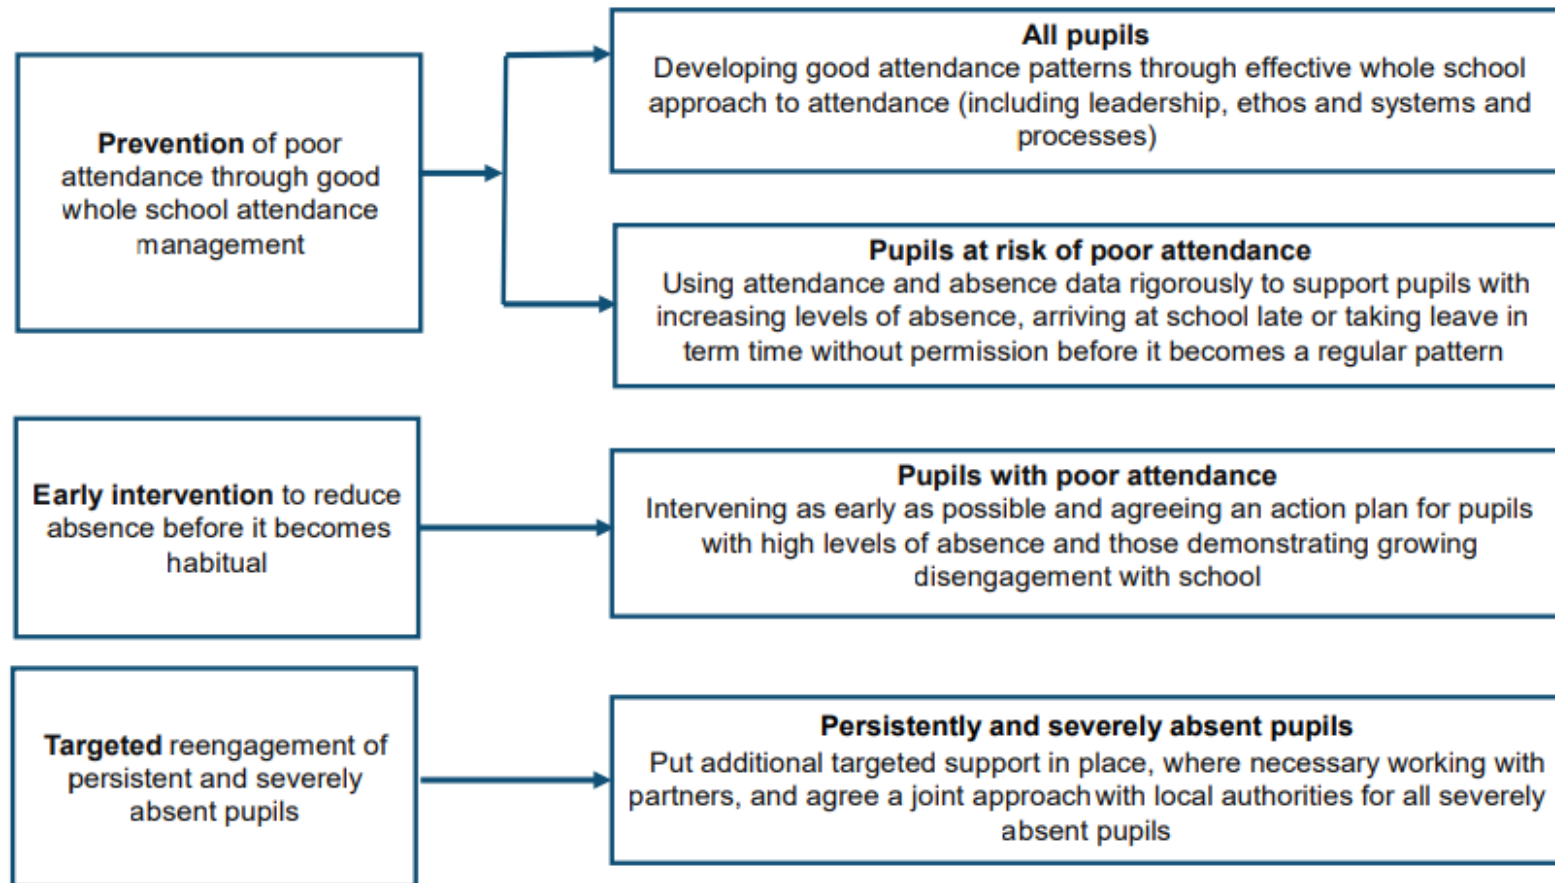 Prevention of poor
attendance through good
whole school attendance
management
All pupils
Developing good attendance patterns through effective whole school
approach to attendance (including leadership, ethos and systems and
processes)
Pupils at risk of poor attendance
Using attendance and absence data rigorously to support pupils with
increasing levels of absence, arriving at school late or taking leave in
term time without permission before it becomes a regular pattern
Early intervention to reduce
absence before it becomes
habitual
Pupils with poor attendance
Intervening as early as possible and agreeing an action plan for pupils
with high levels of absence and those demonstrating growing
disengagement with school
Targeted reengagement of
persistent and severely
absent pupils
Persistently and severely absent pupils
Put additional targeted support in place, where necessary working with
partners, and agree a joint approach with local authorities for all severely
absent pupils